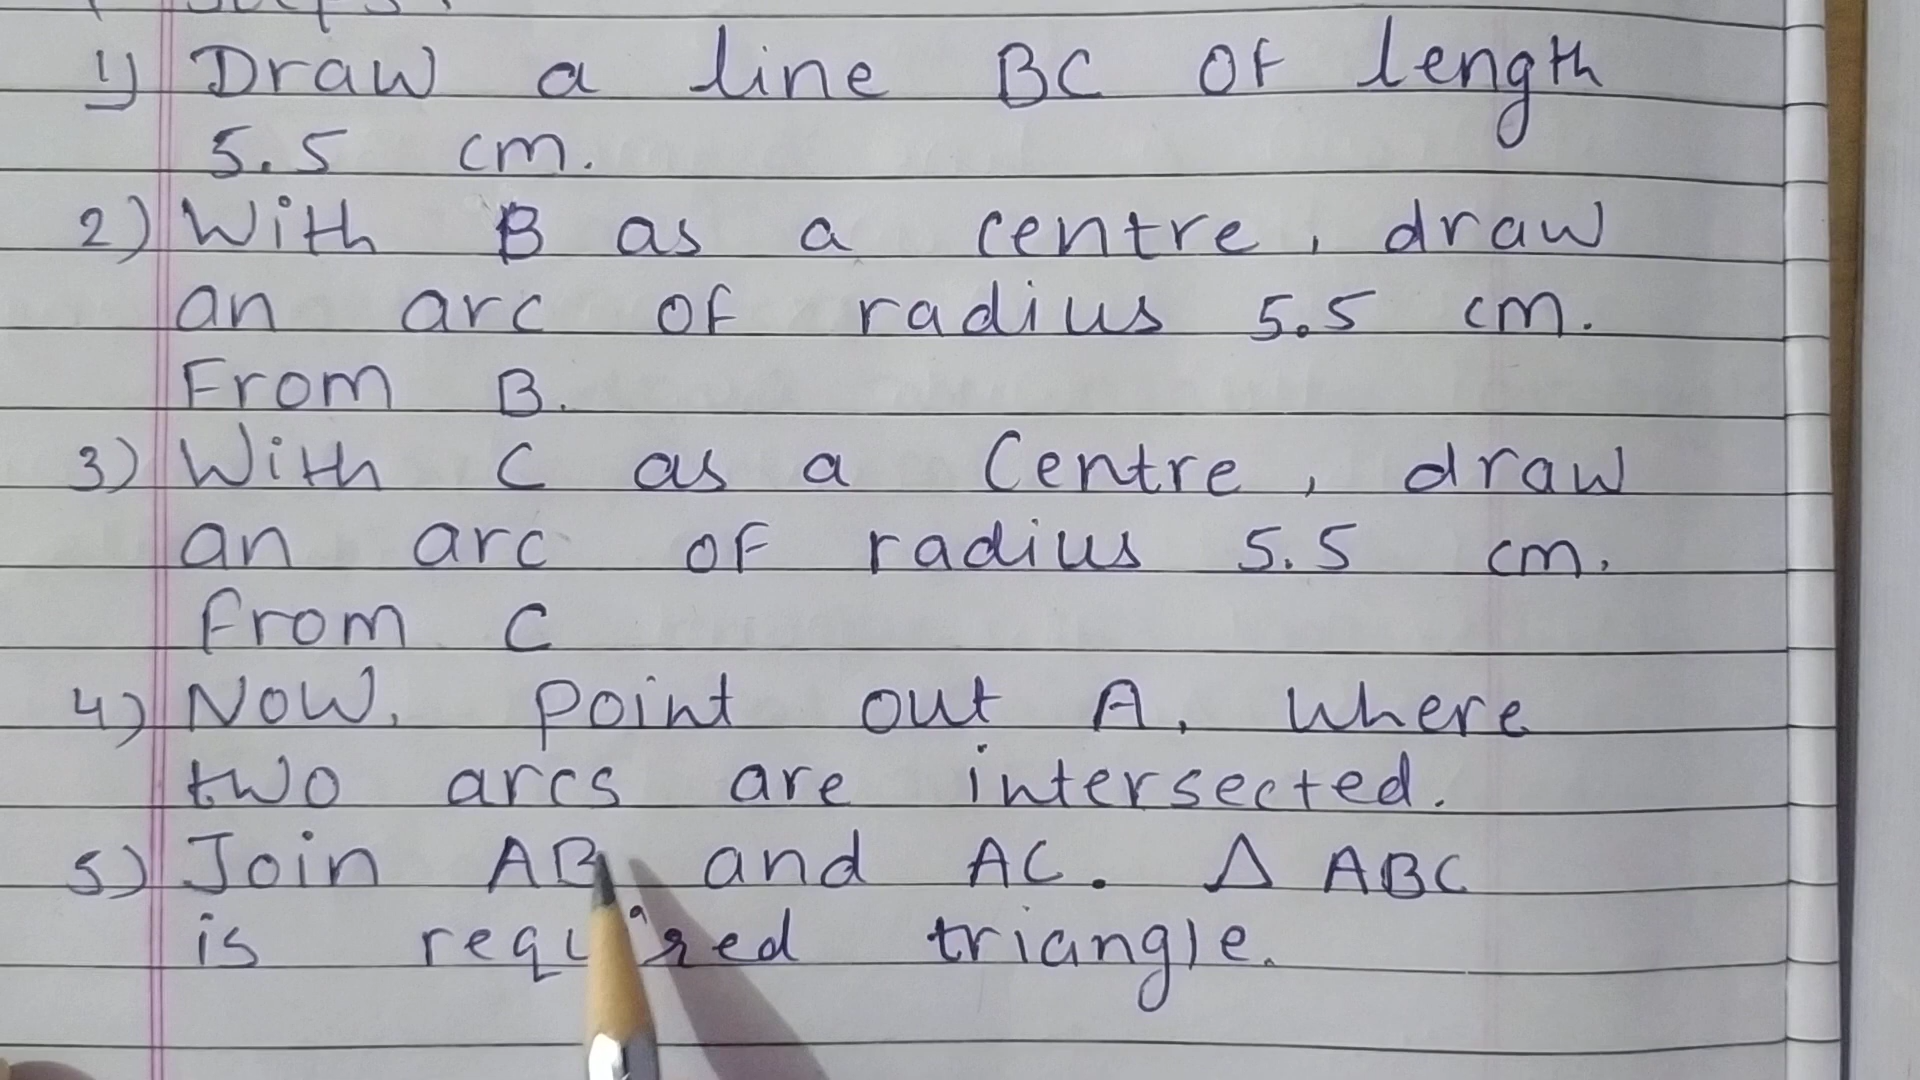 1) Draw a line BC of length
5.5 cm.
2) With B as a centre, draw
an arc of radius 5.5 cm.
From B.
3) With C as a Centre, draw
an arc of radius 5.5 cm.
From C
4) Now, point out A, where
two arcs are intersected.
5) Join AB and AC. Δ ABC
is required triangle.